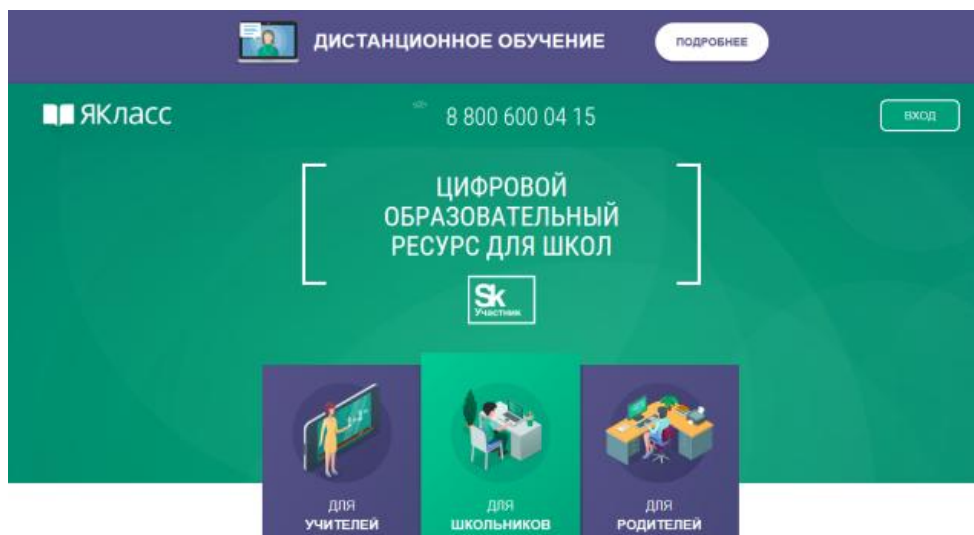 ДИСТАНЦИОННОЕ ОБУЧЕНИЕ
ПОДРОБНЕЕ
ЯКласс
8 800 600 04 15
ВХОД
ЦИФРОВОЙ
ОБРАЗОВАТЕЛЬНЫЙ
РЕСУРС ДЛЯ ШКОЛ
Sk
Участник
ДЛЯ
УЧИТЕЛЕЙ
ДЛЯ
ШКОЛЬНИКОВ
ДЛЯ
РОДИТЕЛЕЙ